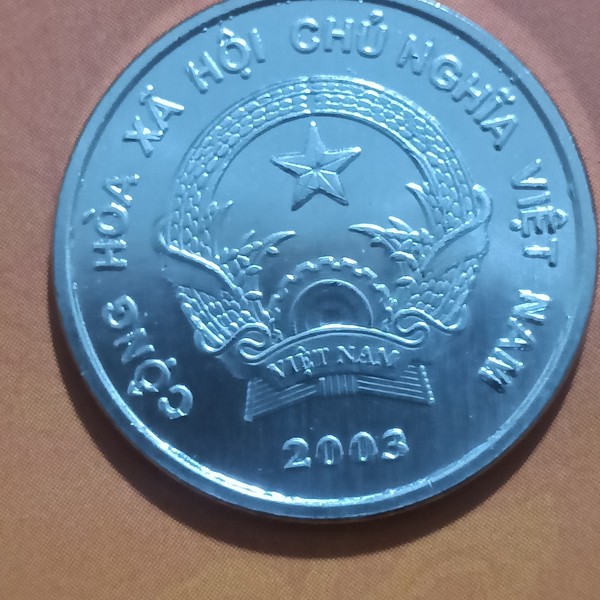 CỘNG HÒA XÃ HỘI CHỦ NGHĨA VIỆT NAM
VIỆT NAM
2003